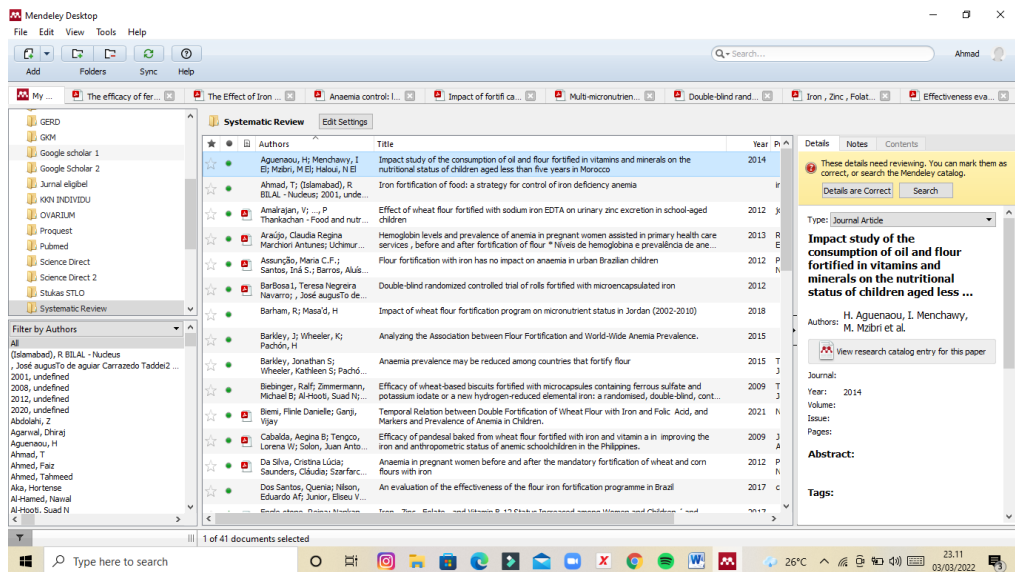 Mendeley Desktop
File Edit View Tools Help
Search...
Ahmad
Add Folders Sync Help
My ... The efficacy of fer... The Effect of Iron ... Anaemia control: l... Impact of fortifi ca... Multi-micronutrien... Double-blind rand... Iron , Zinc , Folat... Effectiveness eva...
GERD
GKM
Google scholar 1
Google Scholar 2
Jurnal eligibel
KKN INDIVIDU
OVARIUM
Proquest
Pubmed
Science Direct
Science Direct 2
Stukas STLO
Systematic Review
Filter by Authors
All
(Islamabad), R BILAL - Nucleus
, José augusTo de aguiar Carrazedo Taddei2 ...
2001, undefined
2008, undefined
2012, undefined
2020, undefined
Abdolahi, Z
Agarwal, Dhiraj
Aguenaou, H
Ahmad, T
Ahmed, Faiz
Ahmed, Tahmeed
Aka, Hortense
Al-Hamed, Nawal
Al-Hooti, Suad N
Systematic Review Edit Settings
Authors Title Year
Aguenaou, H; Menchawy, I Impact study of the consumption of oil and flour fortified in vitamins and minerals on the 2014
El; Mzibri, M El; Haloui, N El nutritional status of children aged less than five years in Morocco
Ahmad, T; (Islamabad), R Iron fortification of food: a strategy for control of iron deficiency anemia
BILAL - Nucleus; 2001, unde...
Amalrajan, V; ..., P Effect of wheat flour fortified with sodium iron EDTA on urinary zinc excretion in school-aged 2012
Thankachan - Food and nutr... children
Araújo, Claudia Regina Hemoglobin levels and prevalence of anemia in pregnant women assisted in primary health care 2013 R
Marchiori Antunes; Uchimur... services , before and after fortification of flour * Níveis de hemoglobina e prevalência de ane... E
Assunção, Maria C.F.; Flour fortification with iron has no impact on anaemia in urban Brazilian children 2012 P
Santos, Iná S.; Barros, Aluís... N
BarBosa1, Teresa Negreira Double-blind randomized controlled trial of rolls fortified with microencapsulated iron 2012
Navarro; , José augusTo de...
Barham, R; Masa'd, H Impact of wheat flour fortification program on micronutrient status in Jordan (2002-2010) 2018
Barkley, J; Wheeler, K; Analyzing the Association between Flour Fortification and World-Wide Anemia Prevalence. 2015
Pachón, H
Barkley, Jonathan S; Anaemia prevalence may be reduced among countries that fortify flour 2015 T
Wheeler, Kathleen S; Pachó... J
Biebinger, Ralf; Zimmermann, Efficacy of wheat-based biscuits fortified with microcapsules containing ferrous sulfate and 2009 T
Michael B; Al-Hooti, Suad N;... potassium iodate or a new hydrogen-reduced elemental iron: a randomised, double-blind, cont...
Biemi, Flinle Danielle; Ganji, Temporal Relation between Double Fortification of Wheat Flour with Iron and Folic Acid, and 2021 N
Vijay Markers and Prevalence of Anemia in Children.
Cabalda, Aegina B; Tengco, Efficacy of pandesal baked from wheat flour fortified with iron and vitamin a in improving the 2009 J
Lorena W; Solon, Juan Anto... iron and anthropometric status of anemic schoolchildren in the Philippines. A
Da Silva, Cristina Lúcia; Anaemia in pregnant women before and after the mandatory fortification of wheat and corn 2012 P
Saunders, Cláudia; Szarfarc... flours with iron N
Dos Santos, Quenia; Nilson, An evaluation of the effectiveness of the flour iron fortification programme in Brazil 2017 c
Eduardo Af; Junior, Eliseu V...
Details Notes Contents
These details need reviewing. You can mark them as
correct, or search the Mendeley catalog.
Details are Correct Search
Type: Journal Article
Impact study of the
consumption of oil and flour
fortified in vitamins and
minerals on the nutritional
status of children aged less ...
Authors: H. Aguenaou, I. Menchawy,
M. Mzibri et al.
View research catalog entry for this paper
Journal:
Year: 2014
Volume:
Issue:
Pages:
Abstract:
Tags:
1 of 41 documents selected
Type here to search
26°C
23.11
03/03/2022